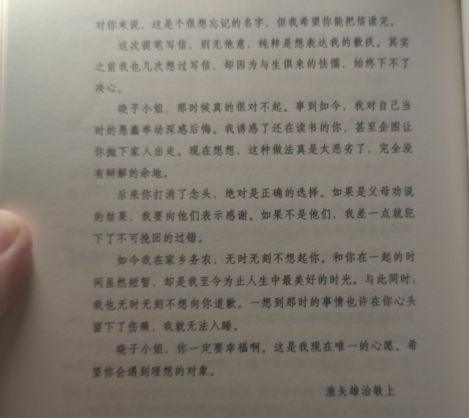 对你来说，这是个很想忘记的名字，但我希望你能把信读完。
这次提笔写信，别无他意，纯粹是想表达我的歉疚。其实
之前我也几次想过写信，却因为与生俱来的怯懦，始终下不了
决心。
晓子小姐，那时候真的很对不起。事到如今，我对自己当
时的愚蠢举动深感后悔。我诱惑了还在读书的你，甚至企图让
你抛下家人出走。现在想想，这种做法真是太恶劣了，完全没
有辩解的余地。
后来你打消了念头，绝对是正确的选择。如果是父母劝说
的结果，我要向他们表示感谢。如果不是他们，我差一点就犯
下了不可挽回的过错。
如今我在家乡务农，无时无刻不想起你。和你在一起的时
间虽然短暂，却是我至今为止人生中最美好的时光。与此同时，
我也无时无刻不想向你道歉。一想到那时的事情也许在你心头
留下了伤痛，我就无法入睡。
晓子小姐，你一定要幸福啊。这是我现在唯一的心愿。希
望你会遇到理想的对象。
浪矢雄治敬上